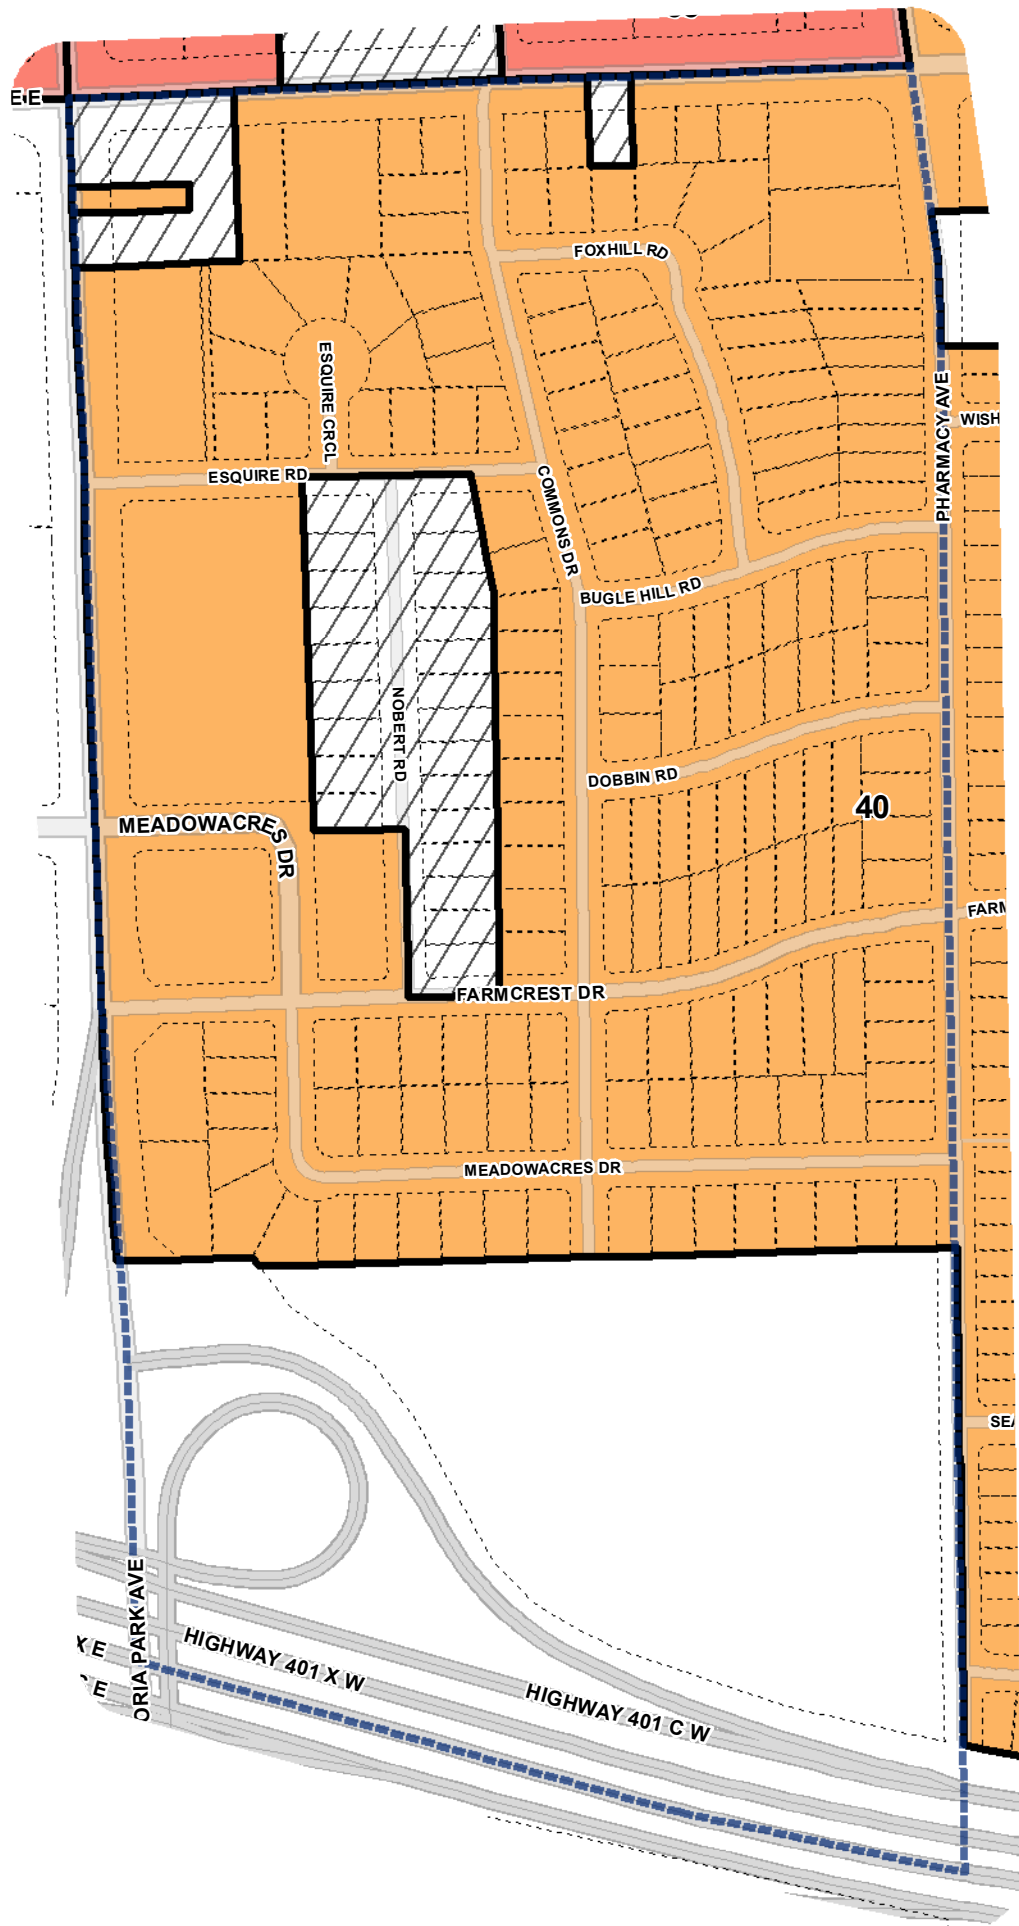 E E
FOXHILL RD
ESQUIRE CRCL
PHARMACY AVE
WISH
ESQUIRE RD
COMMONS DR
BUGLE HILL RD
NOBERT RD
DOBBIN RD
40
MEADOWACRES DR
FARM
FARMCREST DR
MEADOWACRES DR
SEA
ORIA PARK AVE
HIGHWAY 401 X W
X E
E
HIGHWAY 401 C W